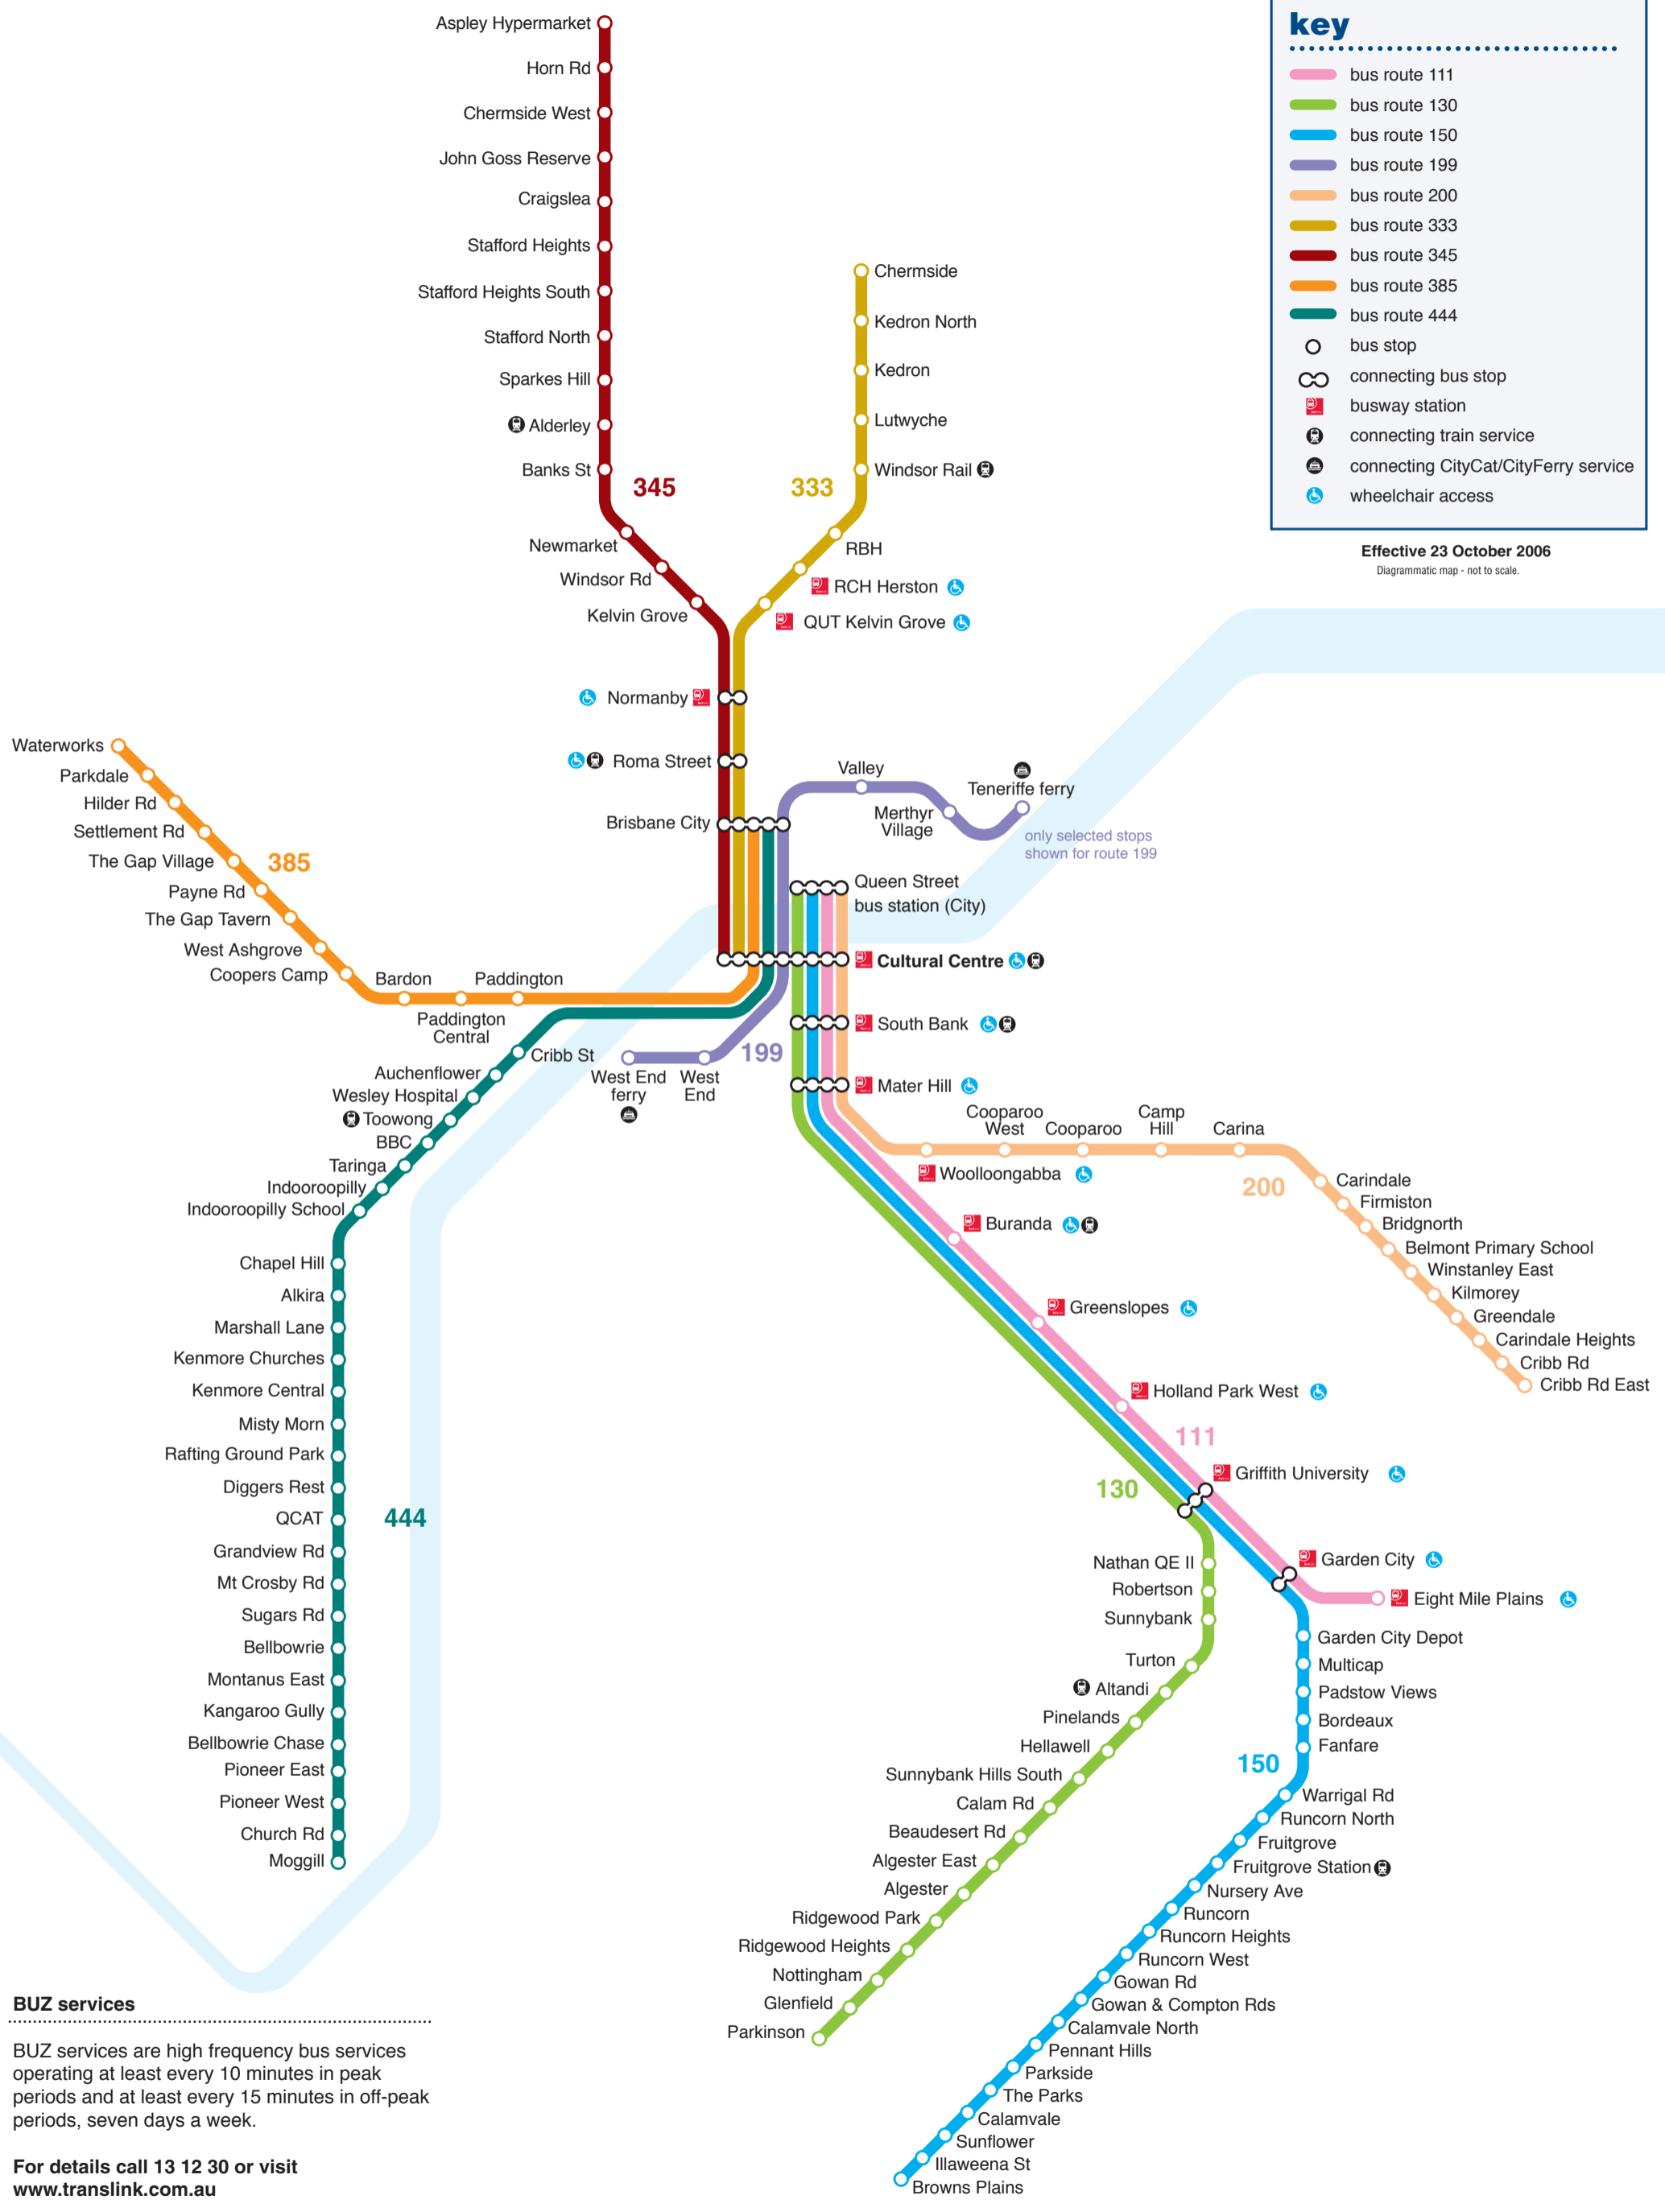 Aspley Hypermarket
Horn Rd
Chermside West
John Goss Reserve
Craigslea
Stafford Heights
Stafford Heights South
Stafford North
Sparkes Hill
Alderley
Banks St
345
Newmarket
Windsor Rd
Kelvin Grove
Chermside
Kedron North
Kedron
Lutwyche
Windsor Rail
333
RBH
RCH Herston
QUT Kelvin Grove
key
bus route 111
bus route 130
bus route 150
bus route 199
bus route 200
bus route 333
bus route 345
bus route 385
bus route 444
bus stop
connecting bus stop
busway station
connecting train service
connecting CityCat/CityFerry service
wheelchair access
Effective 23 October 2006
Diagrammatic map - not to scale.
Normanby
Roma Street
Brisbane City
Valley
Merthyr
Village
Teneriffe ferry
only selected stops
shown for route 199
Queen Street
bus station (City)
Cultural Centre
South Bank
Mater Hill
Waterworks
Parkdale
Hilder Rd
Settlement Rd
The Gap Village
385
Payne Rd
The Gap Tavern
West Ashgrove
Coopers Camp
Bardon
Paddington
Central
Paddington
199
West End
ferry
West
End
Cribb St
Auchenflower
Wesley Hospital
Toowong
BBC
Taringa
Indooroopilly
Indooroopilly School
Chapel Hill
Alkira
Marshall Lane
Kenmore Churches
Kenmore Central
Misty Morn
Rafting Ground Park
Diggers Rest
QCAT
444
Grandview Rd
Mt Crosby Rd
Sugars Rd
Bellbowrie
Montanus East
Kangaroo Gully
Bellbowrie Chase
Pioneer East
Pioneer West
Church Rd
Moggill
Woolloongabba
Cooparoo
West
Cooparoo
Camp
Hill
Carina
200
Carindale
Firmiston
Bridgnorth
Belmont Primary School
Winstanley East
Kilmorey
Greendale
Carindale Heights
Cribb Rd
Cribb Rd East
Buranda
Greenslopes
Holland Park West
111
Griffith University
130
Garden City
Eight Mile Plains
Nathan QE II
Robertson
Sunnybank
Turton
Altandi
Pinelands
Hellawell
Sunnybank Hills South
Calam Rd
Beaudesert Rd
Algester East
Algester
Ridgewood Park
Ridgewood Heights
Nottingham
Glenfield
Parkinson
Garden City Depot
Multicap
Padstow Views
Bordeaux
Fanfare
150
Warrigal Rd
Runcorn North
Fruitgrove
Fruitgrove Station
Nursery Ave
Runcorn
Runcorn Heights
Runcorn West
Gowan Rd
Gowan & Compton Rds
Calamvale North
Pennant Hills
Parkside
The Parks
Calamvale
Sunflower
Illaweena St
Browns Plains
BUZ services
BUZ services are high frequency bus services
operating at least every 10 minutes in peak
periods and at least every 15 minutes in off-peak
periods, seven days a week.
For details call 13 12 30 or visit
www.translink.com.au